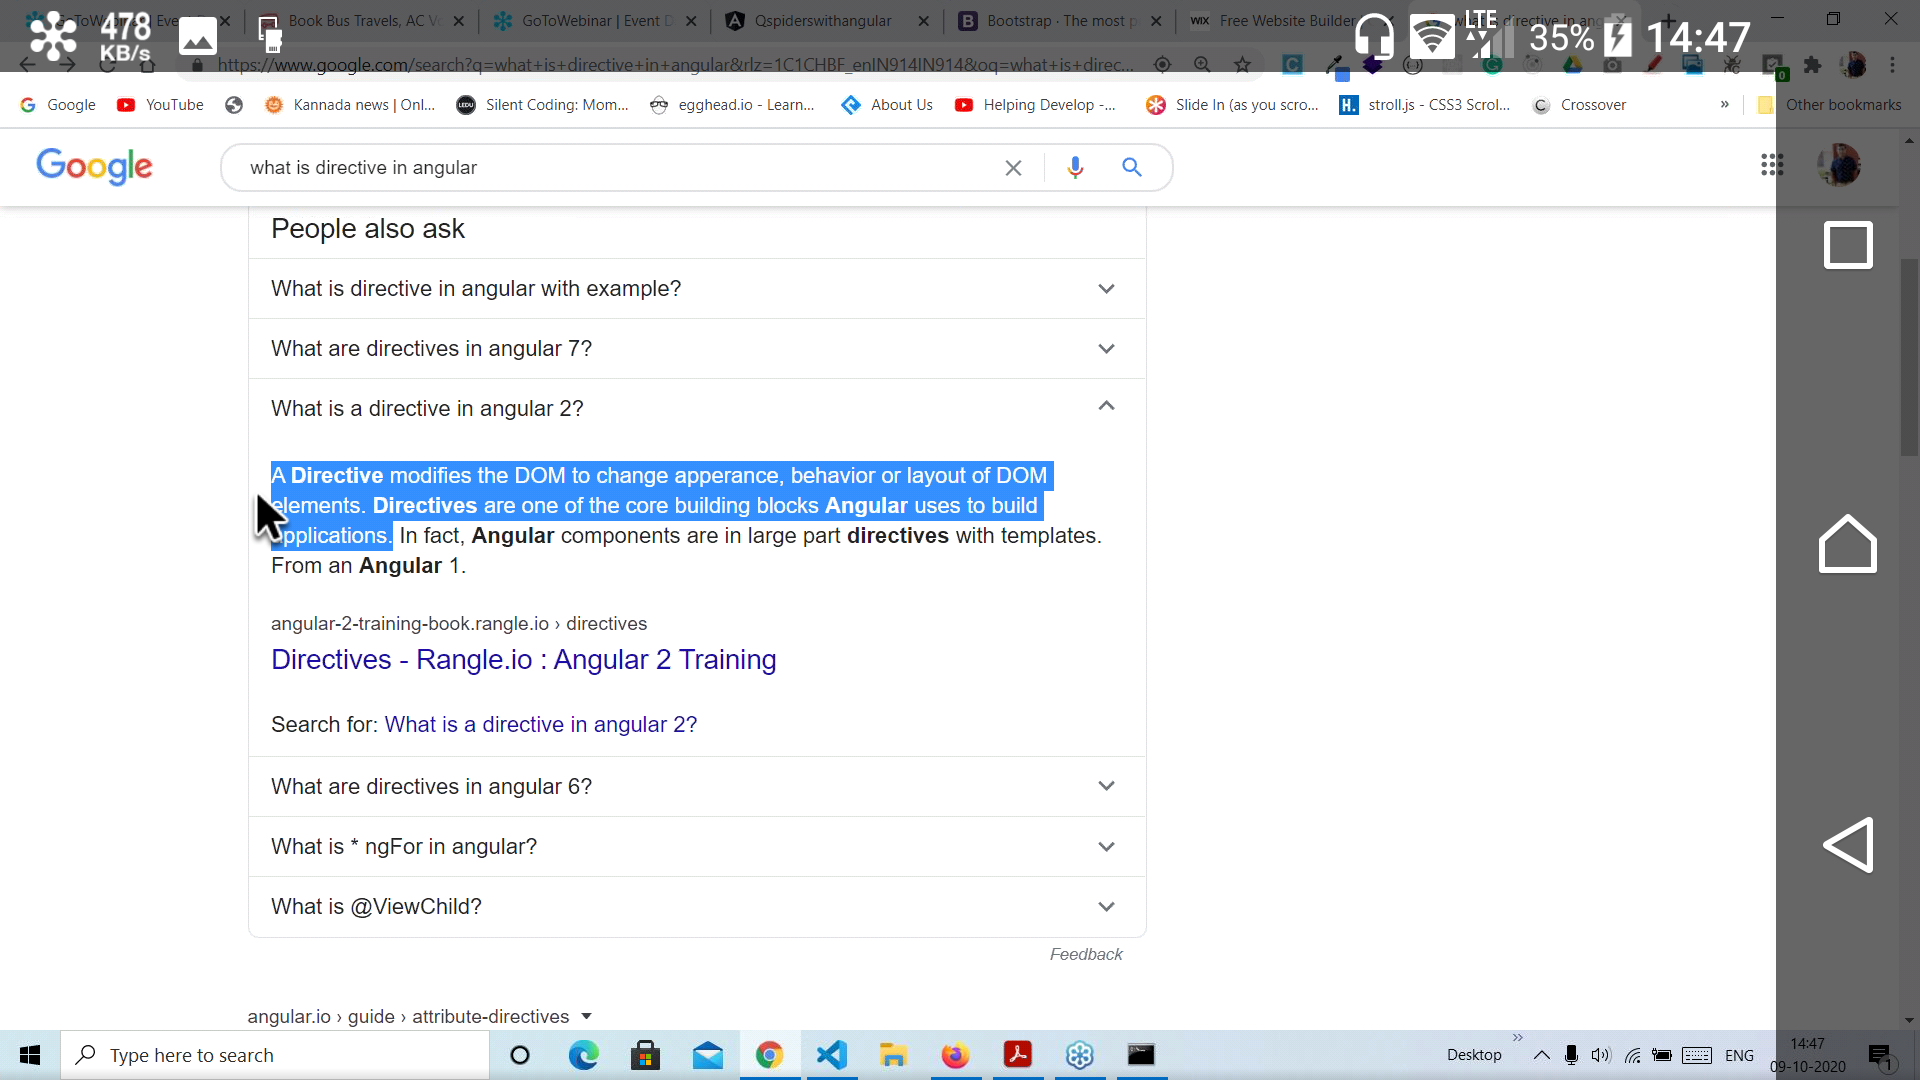 478
KB/s
LTE
35%
14:47
Book Bus Travels, AC V
GoToWebinar | Event D
Qspiderswithangular
Bootstrap · The most p
WIX Free Website Builder
https://www.google.com/search?q=what+is+directive+in+angular&rlz=1C1CHBF_enIN914IN914&oq=what+is+direc...
Google
YouTube
Kannada news | Onl...
Silent Coding: Mom...
egghead.io - Learn...
About Us
Helping Develop -...
Slide In (as you scro...
H. stroll.js - CSS3 Scrol...
Crossover
»
Other bookmarks
Google
what is directive in angular
People also ask
What is directive in angular with example?
What are directives in angular 7?
What is a directive in angular 2?
A Directive modifies the DOM to change apperance, behavior or layout of DOM
elements. Directives are one of the core building blocks Angular uses to build
applications. In fact, Angular components are in large part directives with templates.
From an Angular 1.
angular-2-training-book.rangle.io › directives
Directives - Rangle.io : Angular 2 Training
Search for: What is a directive in angular 2?
What are directives in angular 6?
What is * ngFor in angular?
What is @ViewChild?
Feedback
angular.io › guide › attribute-directives
Type here to search
Desktop
»
ENG
14:47
09-10-2020
1